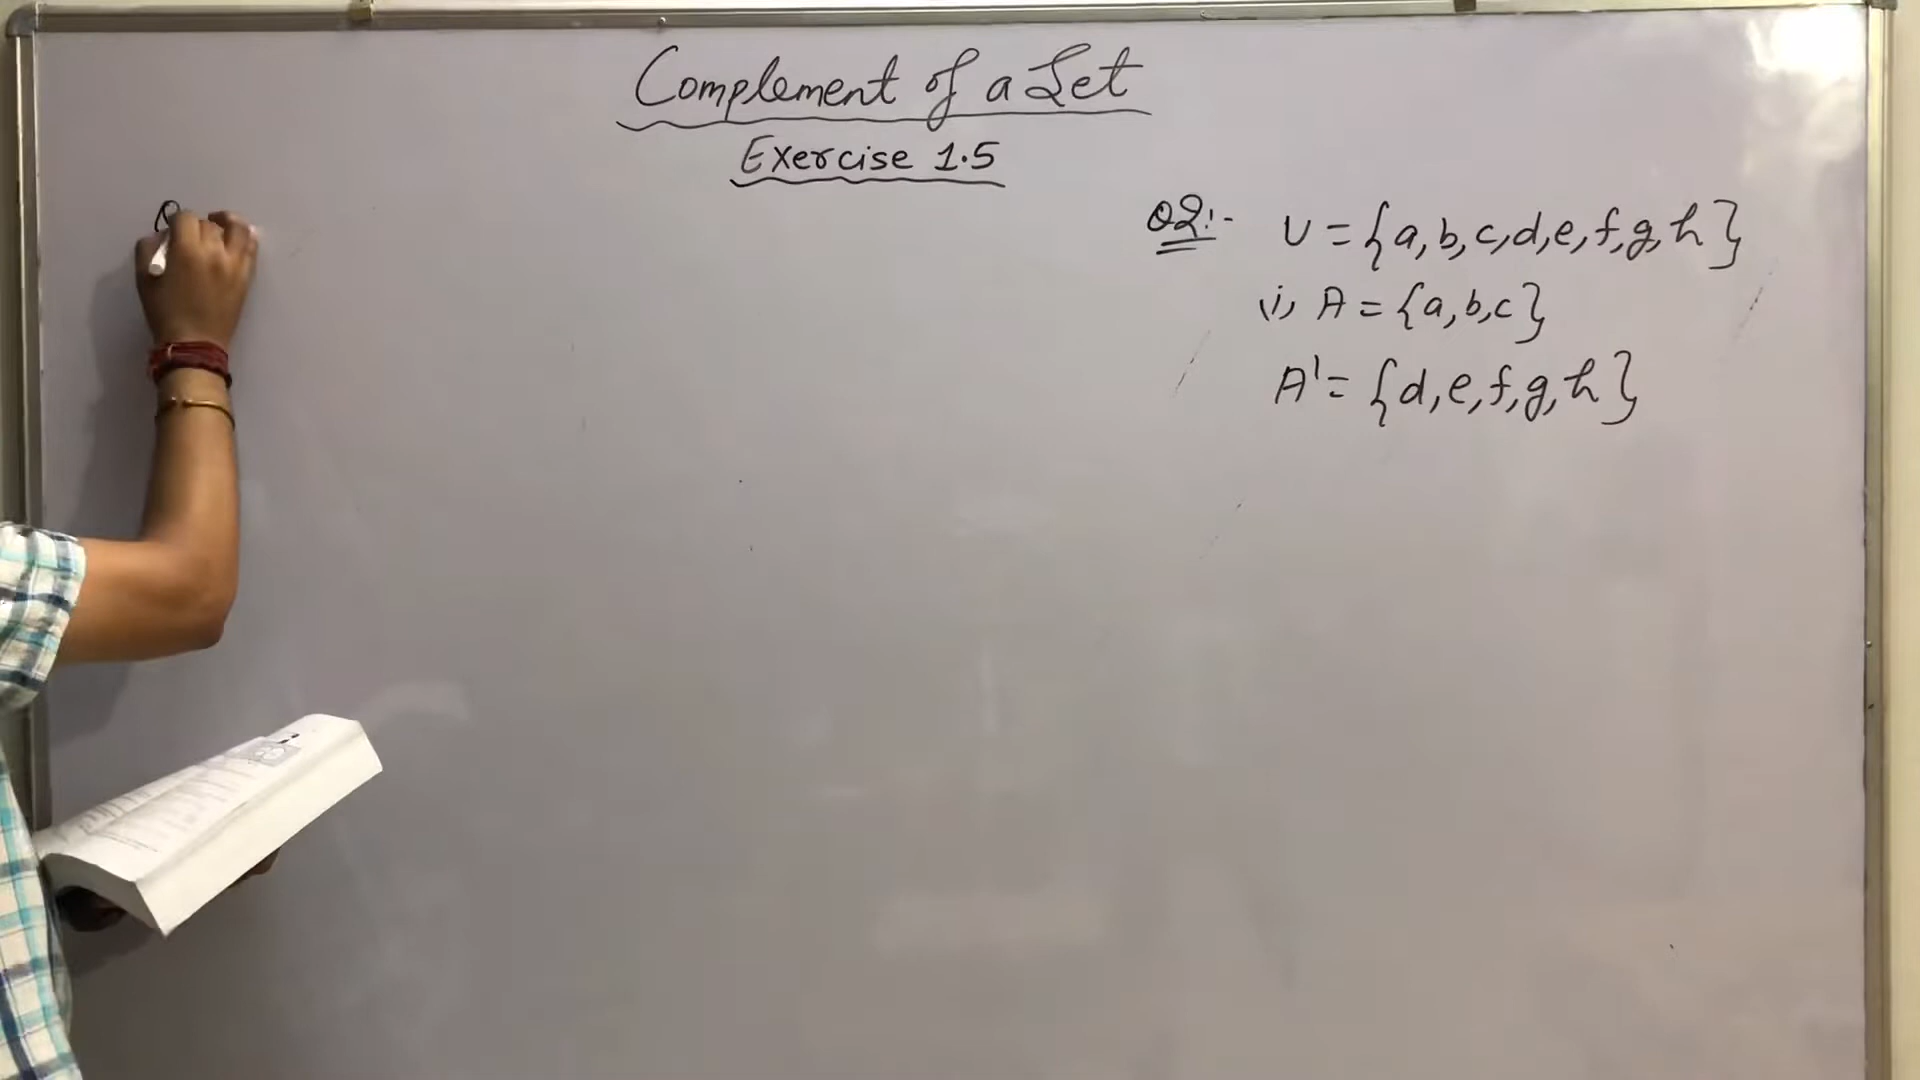 Complement of a Set
Exercise 1.5
Q
Q2:- U = {a, b, c, d, e, f, g, h}
(i) A = {a, b, c}
A' = {d, e, f, g, h}